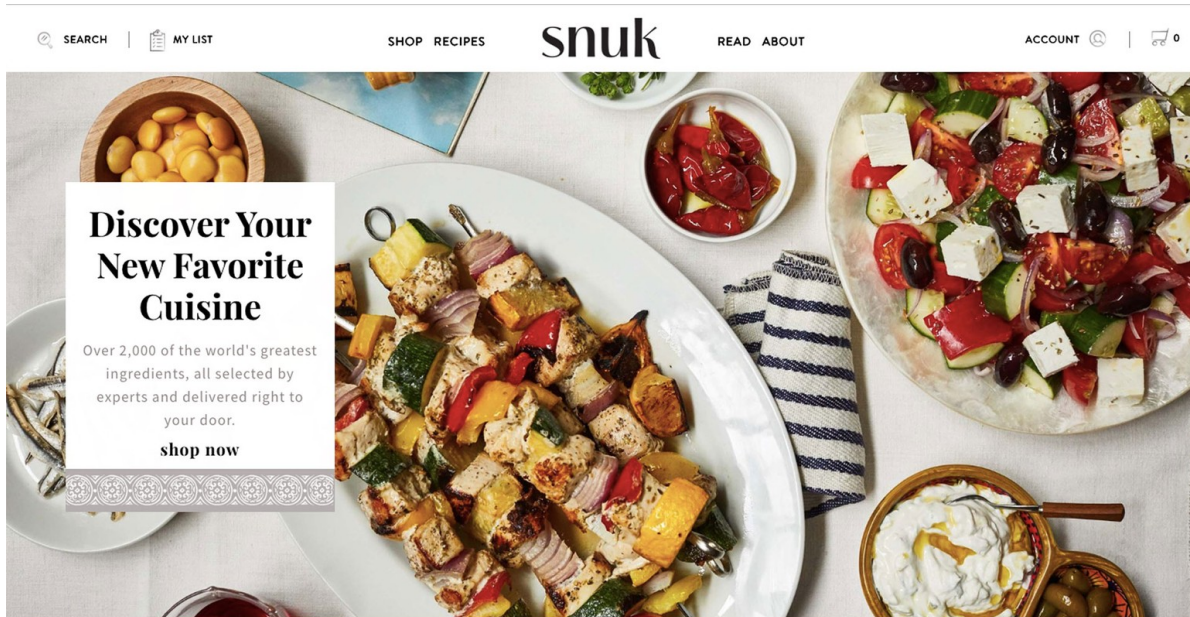 SEARCH
MY LIST
SHOP RECIPES
snuk
READ ABOUT
ACCOUNT
0
Discover Your
New Favorite
Cuisine
Over 2,000 of the world's greatest
ingredients, all selected by
experts and delivered right to
your door.
shop now